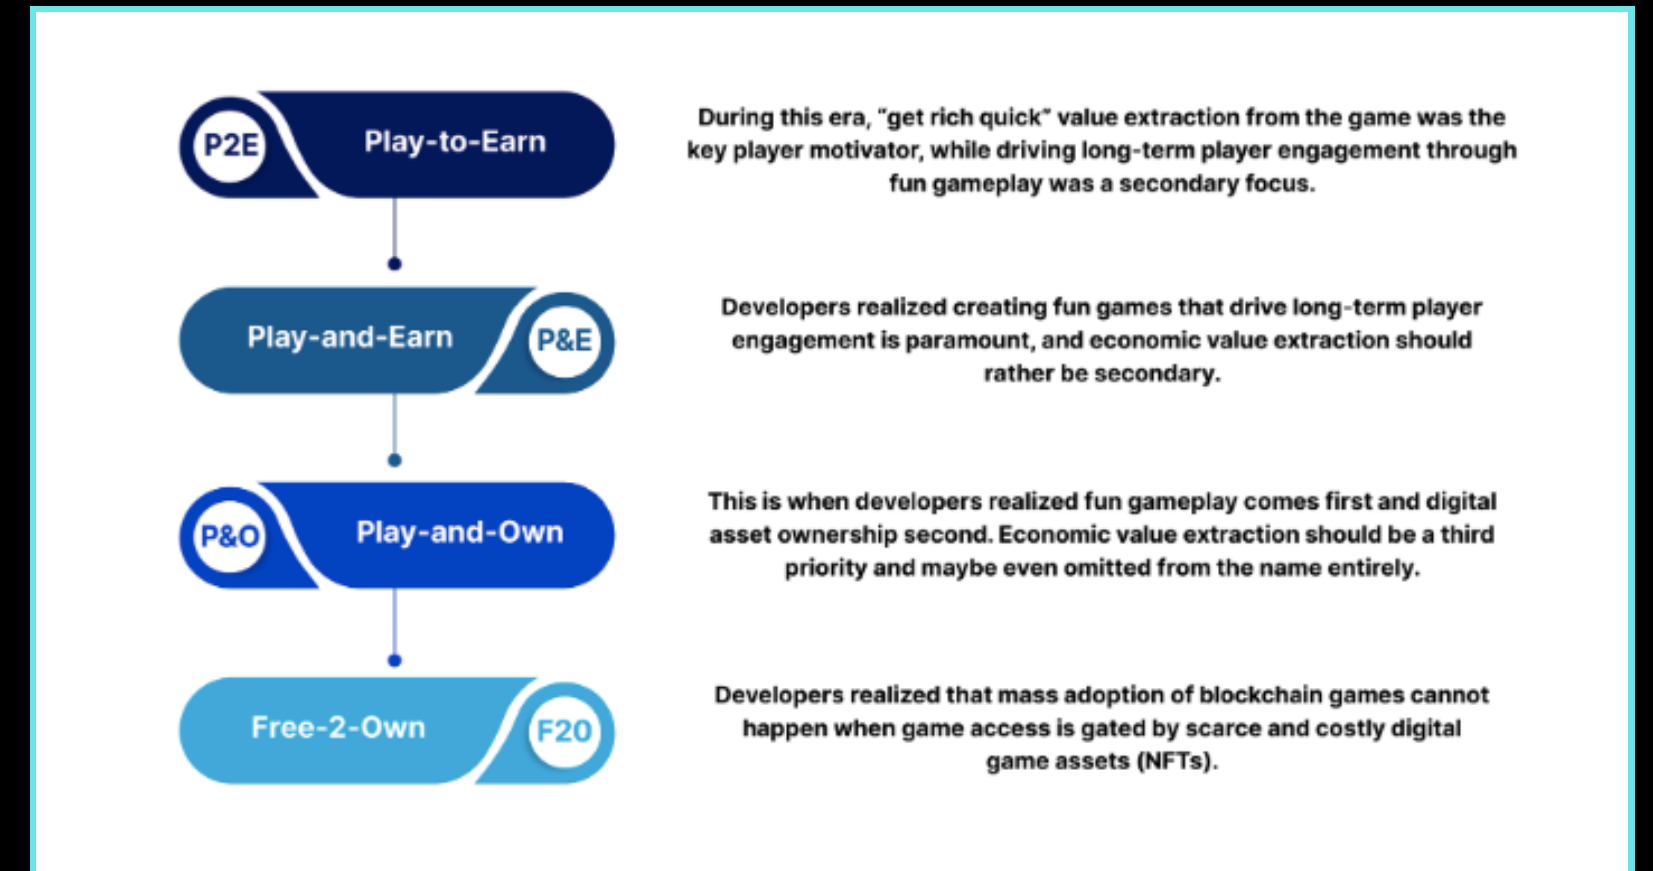 P2E
Play-to-Earn
During this era, "get rich quick" value extraction from the game was the
key player motivator, while driving long-term player engagement through
fun gameplay was a secondary focus.
Play-and-Earn
P&E
Developers realized creating fun games that drive long-term player
engagement is paramount, and economic value extraction should
rather be secondary.
P&O
Play-and-Own
This is when developers realized fun gameplay comes first and digital
asset ownership second. Economic value extraction should be a third
priority and maybe even omitted from the name entirely.
Free-2-Own
F2O
Developers realized that mass adoption of blockchain games cannot
happen when game access is gated by scarce and costly digital
game assets (NFTs).